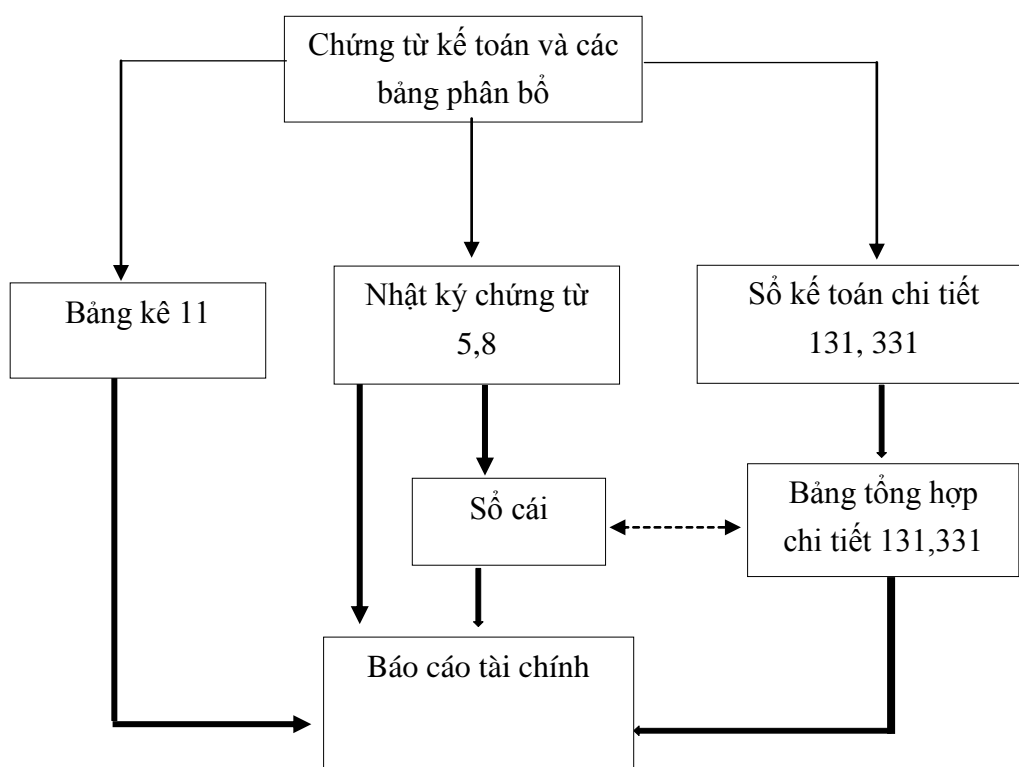 Chứng từ kế toán và các
bảng phân bổ
Bảng kê 11
Nhật ký chứng từ
5,8
Sổ kế toán chi tiết
131, 331
Sổ cái
Bảng tổng hợp
chi tiết 131,331
Báo cáo tài chính